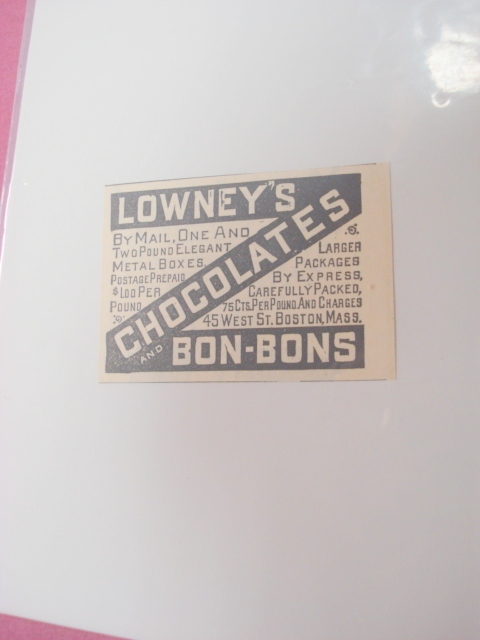 LOWNEY'S
CHOCOLATES
AND BON-BONS
BY MAIL, ONE AND
TWO POUND ELEGANT
METAL BOXES
POSTAGE PREPAID
$1.00 PER
POUND
LARGER
PACKAGES
BY EXPRESS,
CAREFULLY PACKED,
75 CTS. PER POUND, AND CHARGES
45 WEST ST. BOSTON, MASS.